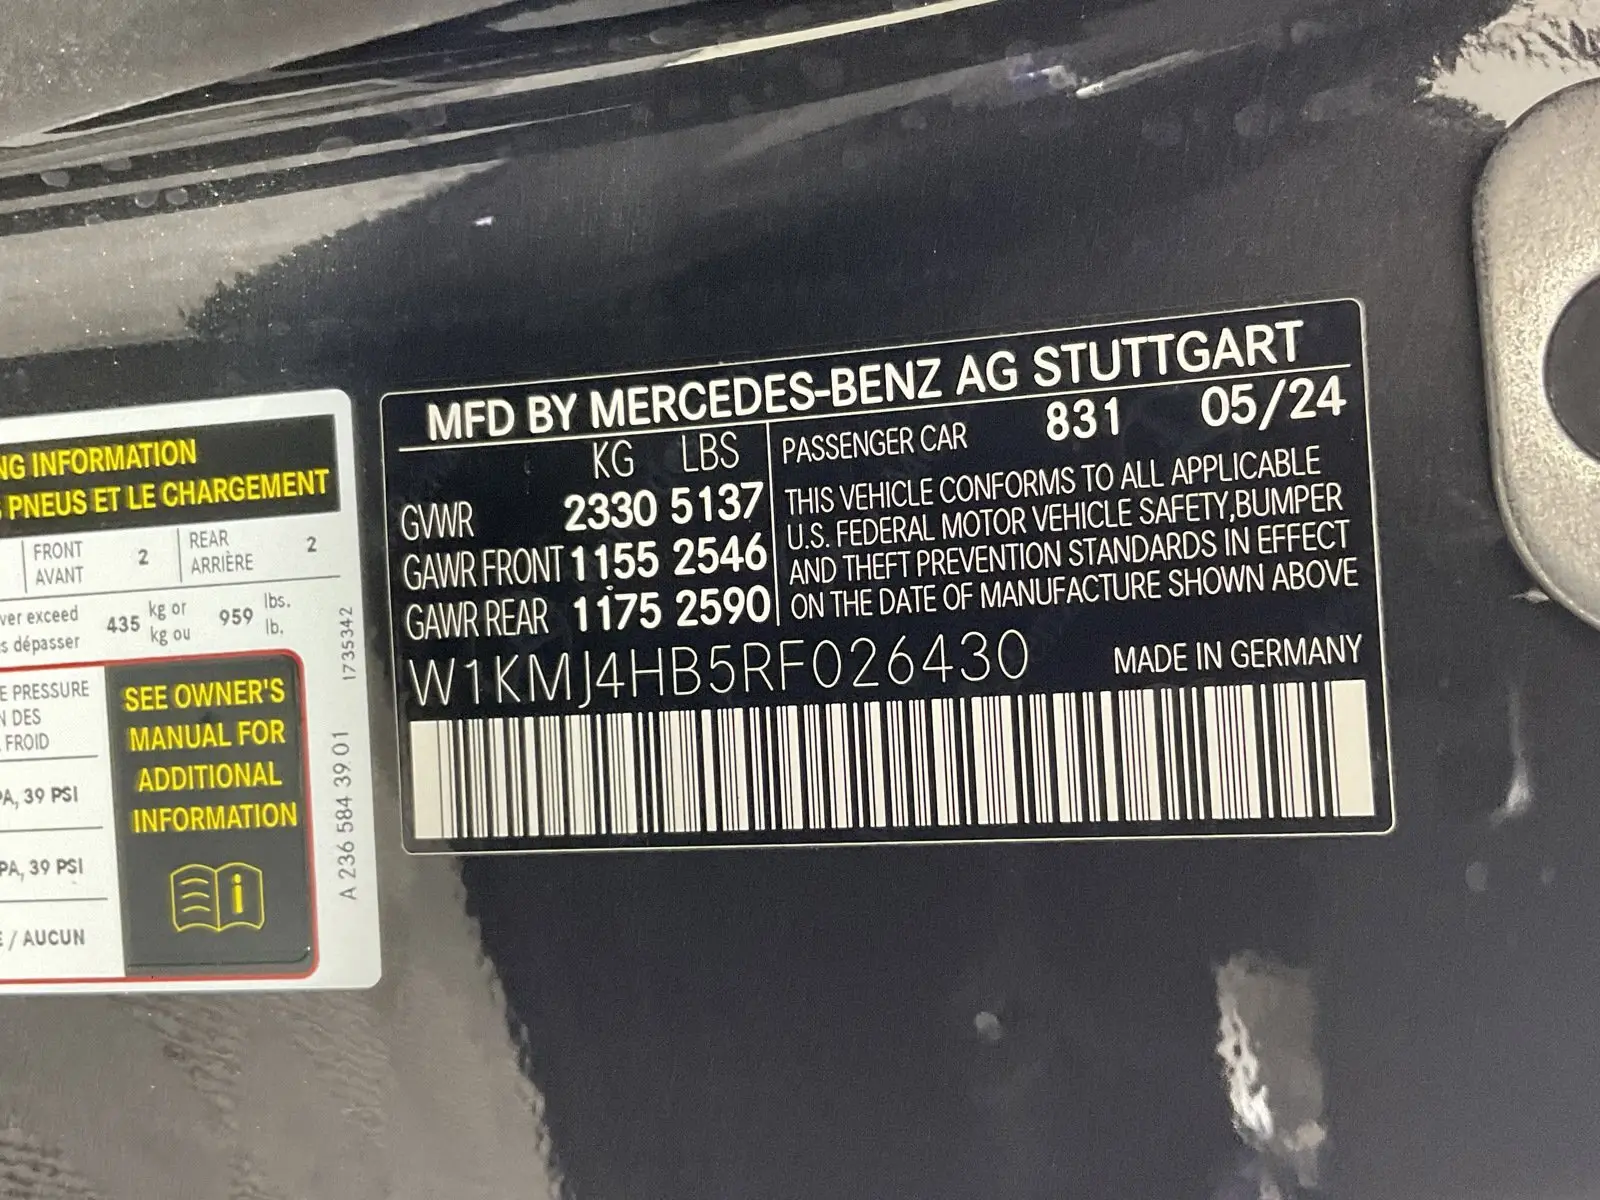 NG INFORMATION
PNEUS ET LE CHARGEMENT
FRONT 2 REAR 2
AVANT ARRIÈRE
ver exceed 435 kg or 959 lbs.
s dépasser kg ou lb.
E PRESSURE
N DES
FROID
PA, 39 PSI
PA, 39 PSI
E / AUCUN
SEE OWNER'S
MANUAL FOR
ADDITIONAL
INFORMATION
i
1735342
A 236 584 39 01
MFD BY MERCEDES-BENZ AG STUTTGART
KG LBS
GVWR 2330 5137
GAWR FRONT 1155 2546
GAWR REAR 1175 2590
PASSENGER CAR 831 05/24
THIS VEHICLE CONFORMS TO ALL APPLICABLE
U.S. FEDERAL MOTOR VEHICLE SAFETY,BUMPER
AND THEFT PREVENTION STANDARDS IN EFFECT
ON THE DATE OF MANUFACTURE SHOWN ABOVE
W1KMJ4HB5RF026430 MADE IN GERMANY